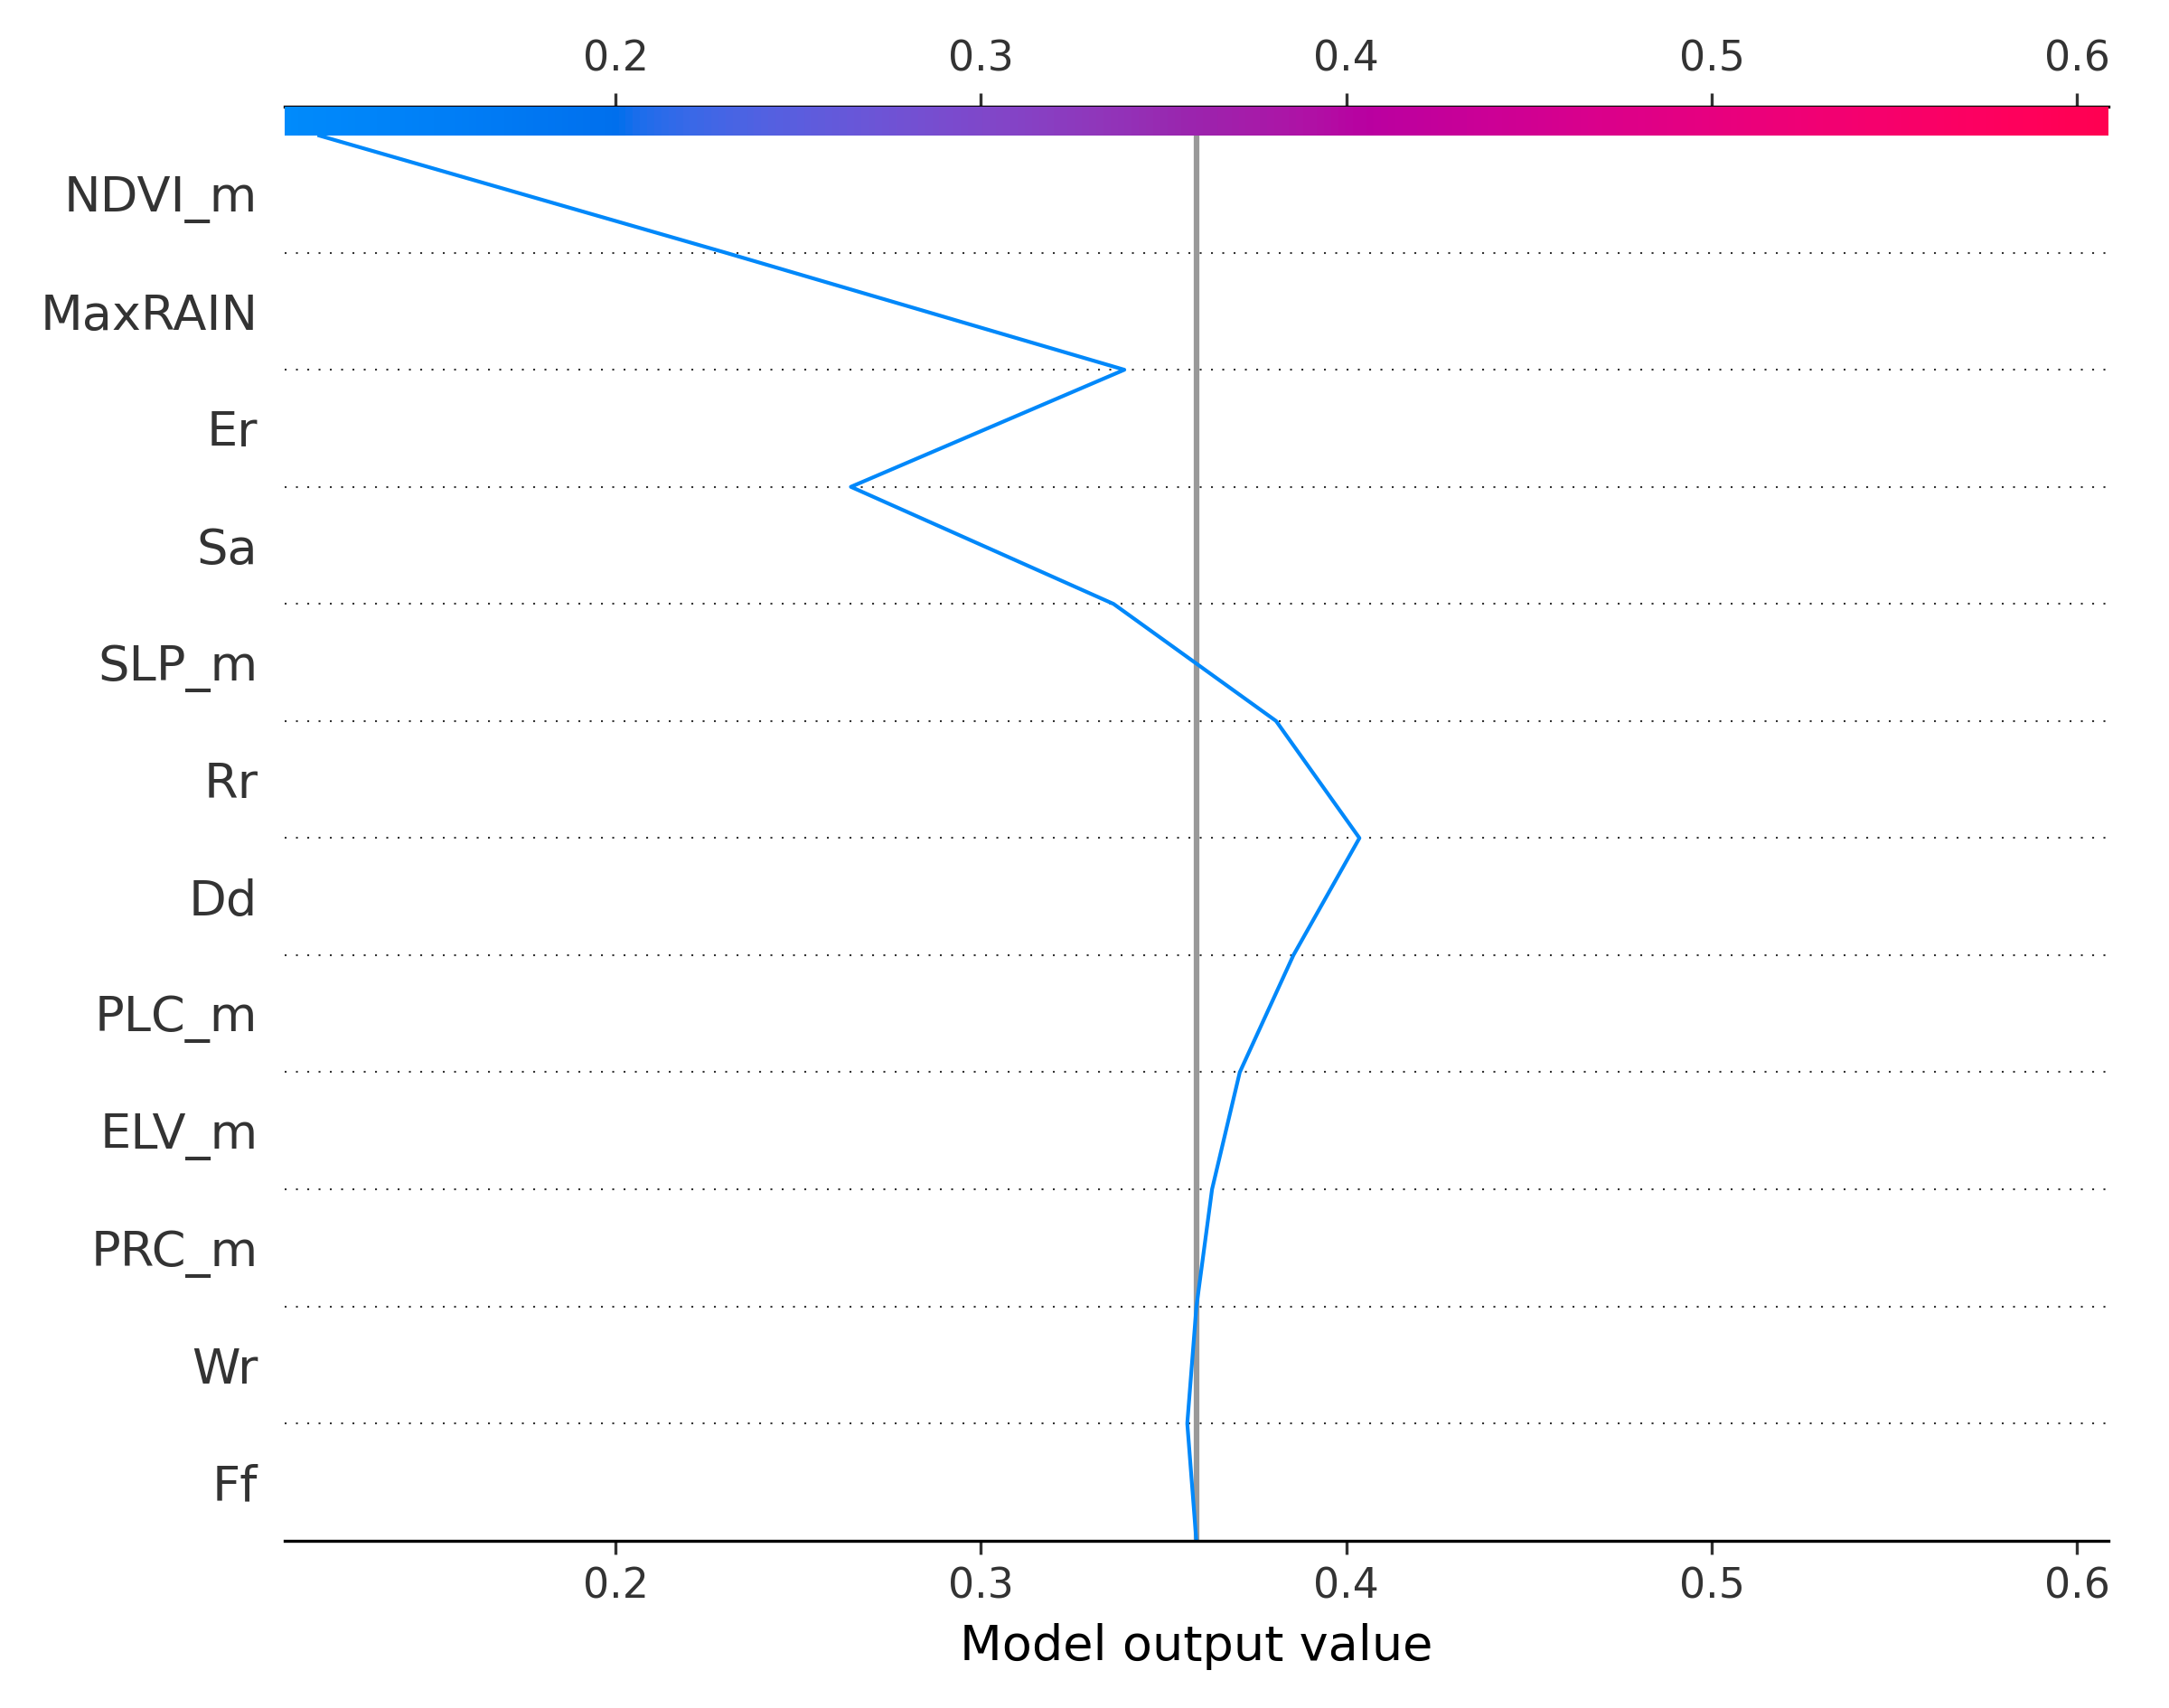 0.2 0.3 0.4 0.5 0.6
NDVI_m
MaxRAIN
Er
Sa
SLP_m
Rr
Dd
PLC_m
ELV_m
PRC_m
Wr
Ff
0.2 0.3 0.4 0.5 0.6
Model output value